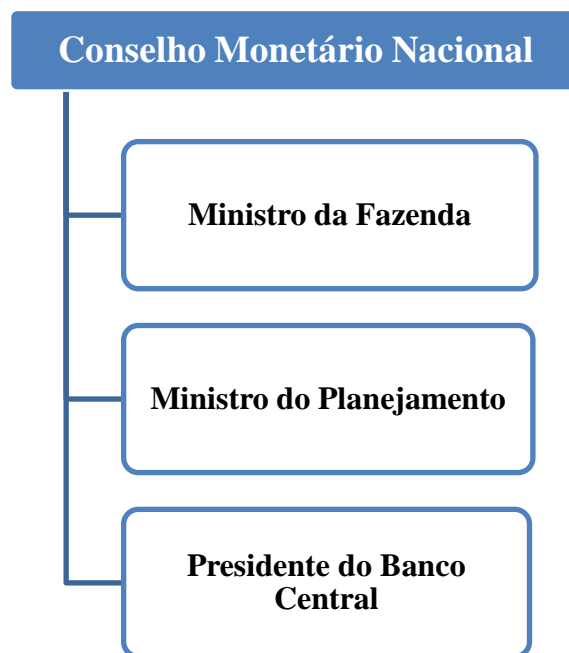 Conselho Monetário Nacional
Ministro da Fazenda
Ministro do Planejamento
Presidente do Banco
Central